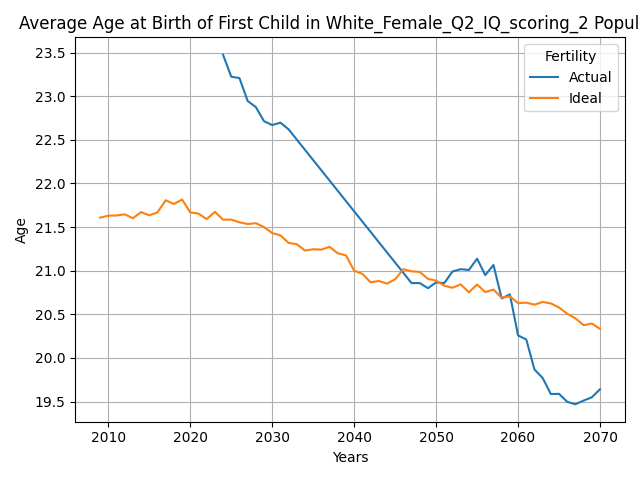 Average Age at Birth of First Child in White_Female_Q2_IQ_scoring_2 Popul
Fertility
Actual
Ideal
23.5
23.0
22.5
22.0
21.5
21.0
20.5
20.0
19.5
Age
2010 2020 2030 2040 2050 2060 2070
Years